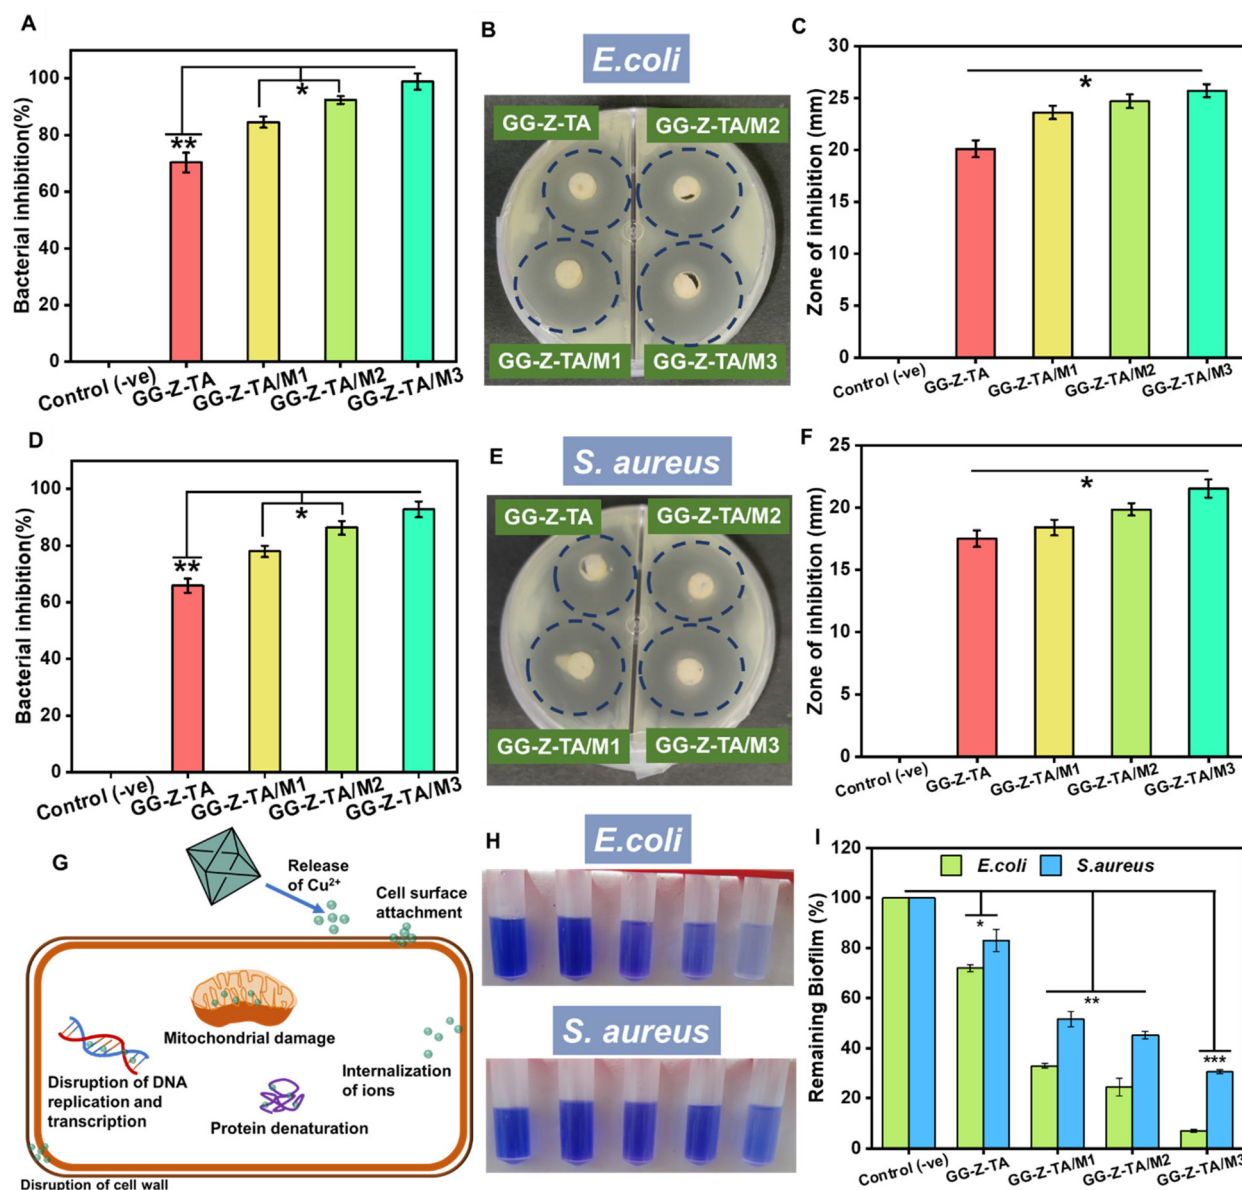 A
Bacterial inhibition(%)
100
80
60
40
20
0
**
*
Control (-ve)
GG-Z-TA
GG-Z-TA/M1
GG-Z-TA/M2
GG-Z-TA/M3
B
E.coli
GG-Z-TA
GG-Z-TA/M2
GG-Z-TA/M1
GG-Z-TA/M3
C
Zone of inhibition (mm)
30
25
20
15
10
5
0
*
Control (-ve)
GG-Z-TA
GG-Z-TA/M1
GG-Z-TA/M2
GG-Z-TA/M3
D
Bacterial inhibition(%)
100
80
60
40
20
0
**
*
Control (-ve)
GG-Z-TA
GG-Z-TA/M1
GG-Z-TA/M2
GG-Z-TA/M3
E
S. aureus
GG-Z-TA
GG-Z-TA/M2
GG-Z-TA/M1
GG-Z-TA/M3
F
Zone of inhibition (mm)
25
20
15
10
5
0
*
Control (-ve)
GG-Z-TA
GG-Z-TA/M1
GG-Z-TA/M2
GG-Z-TA/M3
G
Release
of Cu²⁺
Cell surface
attachment
Mitochondrial damage
Disruption of DNA
replication and
transcription
Internalization
of ions
Protein denaturation
Disruption of cell wall
H
E.coli
S. aureus
I
Remaining Biofilm (%)
120
100
80
60
40
20
0
E.coli
S.aureus
*
**
***
Control (-ve)
GG-Z-TA
GG-Z-TA/M1
GG-Z-TA/M2
GG-Z-TA/M3